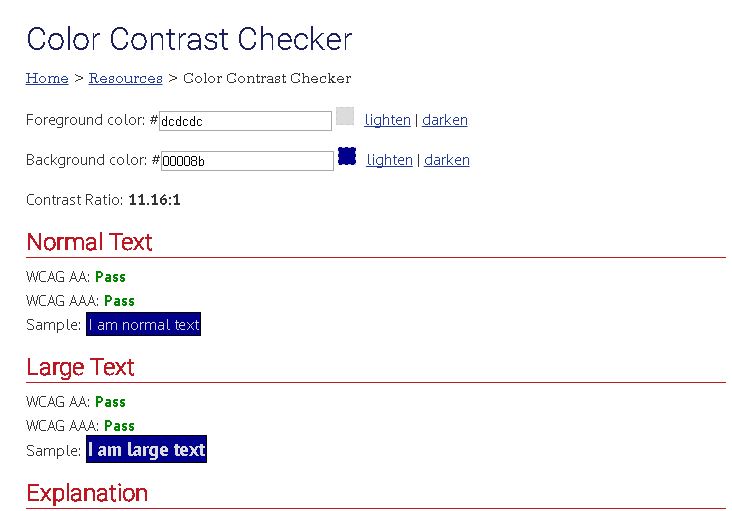 Color Contrast Checker
Home > Resources > Color Contrast Checker
Foreground color: #dcdcdc lighten | darken
Background color: #00008b lighten | darken
Contrast Ratio: 11.16:1
Normal Text
WCAG AA: Pass
WCAG AAA: Pass
Sample: I am normal text
Large Text
WCAG AA: Pass
WCAG AAA: Pass
Sample: I am large text
Explanation